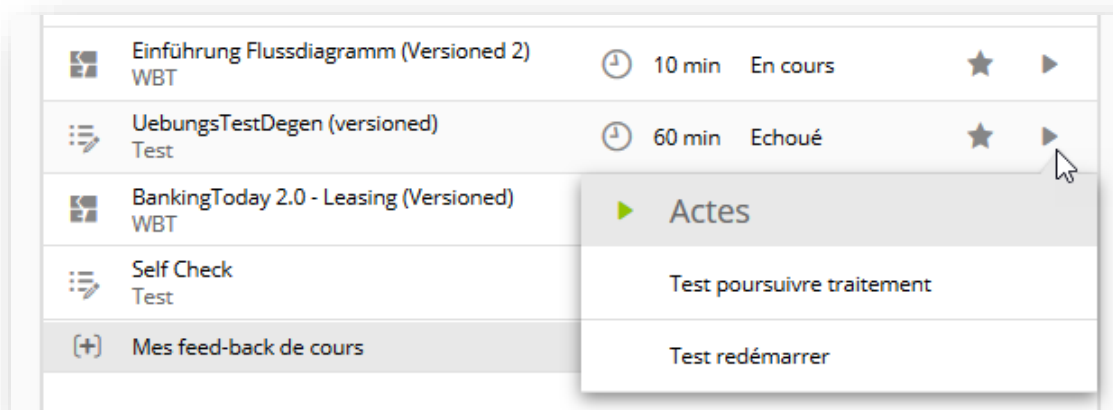 Einführung Flussdiagramm (Versioned 2)
WBT
10 min En cours
UebungsTestDegen (versioned)
Test
60 min Echoué
BankingToday 2.0 - Leasing (Versioned)
WBT
Actes
Self Check
Test
Test poursuivre traitement
Mes feed-back de cours
Test redémarrer